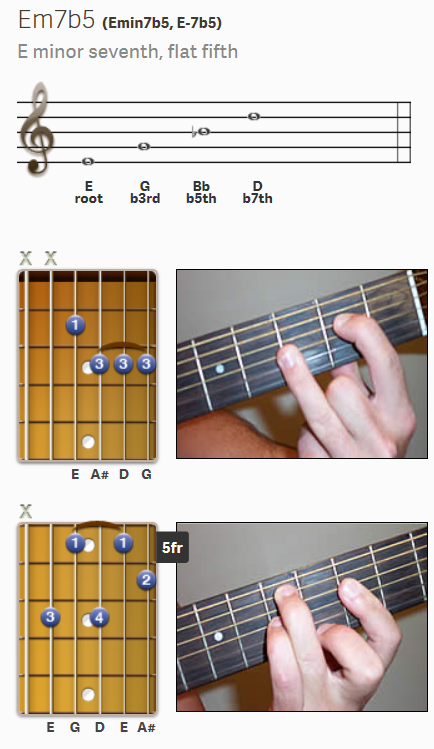 Em7b5 (Emin7b5, E-7b5)
E minor seventh, flat fifth
E G Bb D
root b3rd b5th b7th
X X
1
3 3 3
E A# D G
X
1 1 5fr
2
3 4
E G D E A#